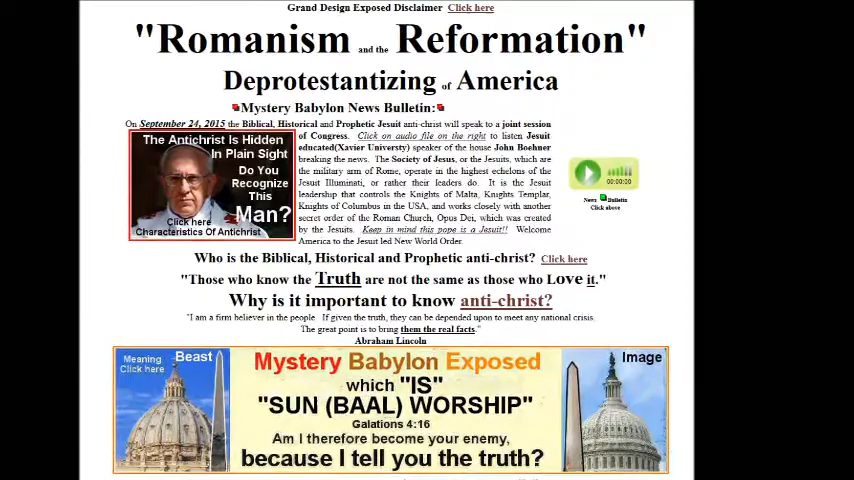 Grand Design Exposed Disclaimer Click here
"Romanism and the Reformation"
Deprotestantizing of America
Mystery Babylon News Bulletin:
On September 24, 2015 the Biblical, Historical and Prophetic Jesuit anti-christ will speak to a joint session
of Congress. Click on audio file on the right to listen Jesuit
educated(Xavier Universty) speaker of the house John Boehner
breaking the news. The Society of Jesus, or the Jesuits, which are
the military arm of Rome, operate in the highest echelons of the
Jesuit Illuminati, or rather their leaders do. It is the Jesuit
leadership that controls the Knights of Malta, Knights Templar,
Knights of Columbus in the USA, and works closely with another
secret order of the Roman Church, Opus Dei, which was created
by the Jesuits. Keep in mind this pope is a Jesuit!! Welcome
America to the Jesuit led New World Order.
The Antichrist Is Hidden
In Plain Sight
Do You
Recognize
This
Man?
Click here
Characteristics Of Antichrist
00:00:00
News Bulletin
Click above
Who is the Biblical, Historical and Prophetic anti-christ? Click here
"Those who know the Truth are not the same as those who Love it."
Why is it important to know anti-christ?
"I am a firm believer in the people. If given the truth, they can be depended upon to meet any national crisis.
The great point is to bring them the real facts."
Abraham Lincoln
Meaning
Click here
Beast
Mystery Babylon Exposed
which "IS"
"SUN (BAAL) WORSHIP"
Galations 4:16
Am I therefore become your enemy,
because I tell you the truth?
Image